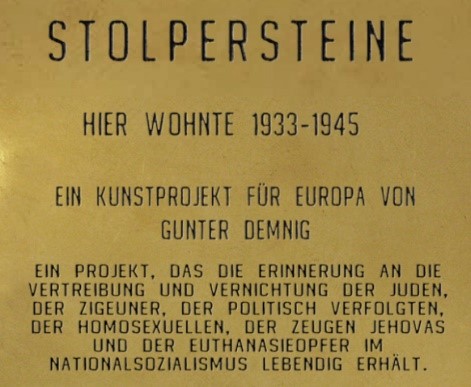 STOLPERSTEINE
HIER WOHNTE 1933-1945
EIN KUNSTPROJEKT FÜR EUROPA VON
GUNTER DEMNIG
EIN PROJEKT, DAS DIE ERINNERUNG AN DIE
VERTREIBUNG UND VERNICHTUNG DER JUDEN,
DER ZIGEUNER, DER POLITISCH VERFOLGTEN,
DER HOMOSEXUELLEN, DER ZEUGEN JEHOVAS
UND DER EUTHANASIEOPFER IM
NATIONALSOZIALISMUS LEBENDIG ERHÄLT.